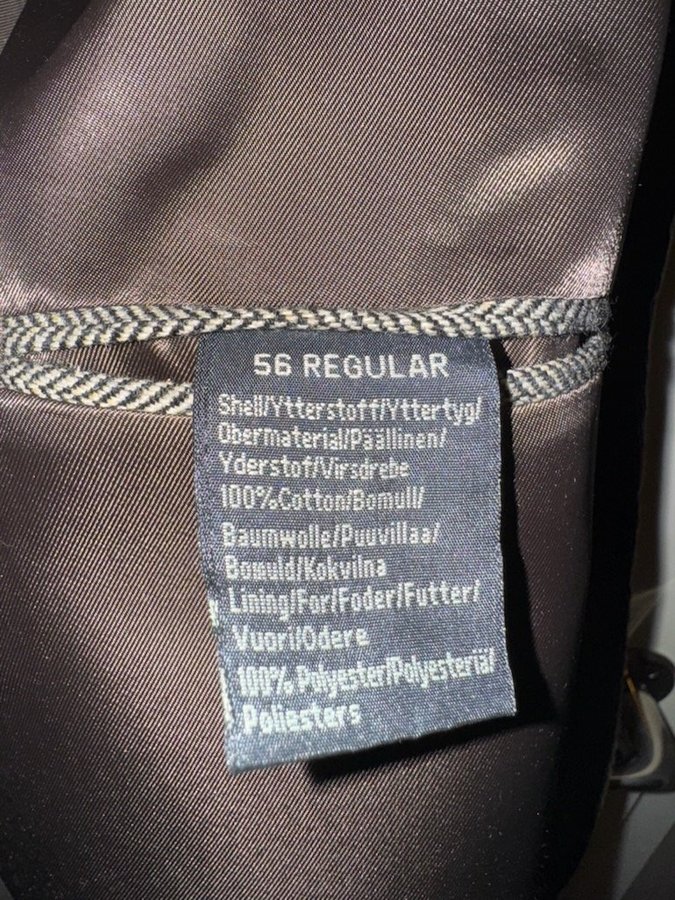 56 REGULAR
Shell/Ytterstoff/Yttertyg/
Obermaterial/Päällinen/
Yderstof/Virsdrebe
100%Cotton/Bomull/
Baumwolle/Puuvillaa/
Bomuld/Kokvilna
Lining/For/Foder/Futter/
Vuori/Odere
100% Polyester/Polyesteriä/
Poliesters